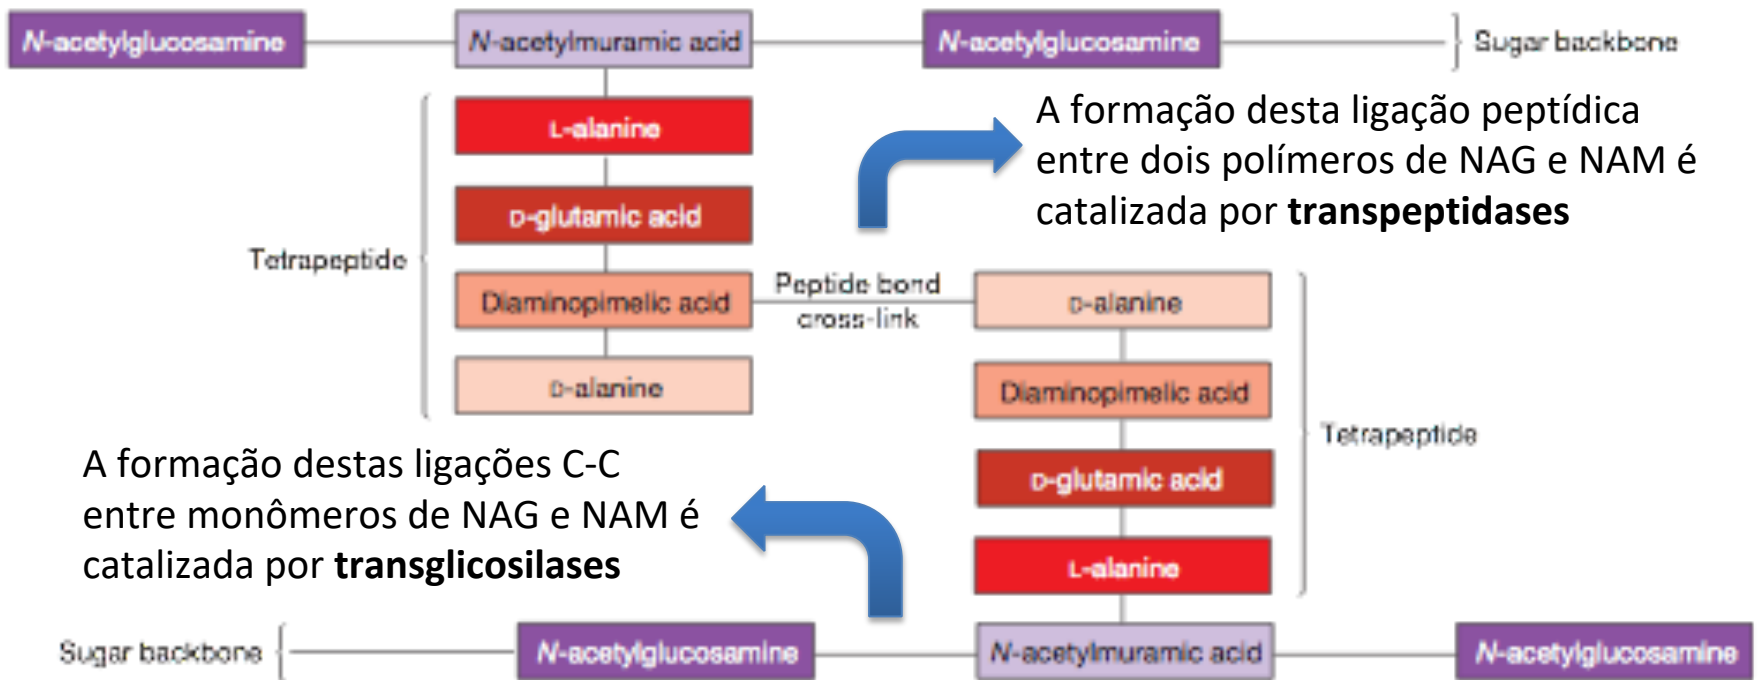 N-acetylglucosamine
N-acetylmuramic acid
N-acetylglucosamine
Sugar backbone
A formação desta ligação peptídica
entre dois polímeros de NAG e NAM é
catalizada por transpeptidases
L-alanine
D-glutamic acid
Tetrapeptide
Diaminopimelic acid
Peptide bond
cross-link
D-alanine
D-alanine
Diaminopimelic acid
Tetrapeptide
D-glutamic acid
L-alanine
A formação destas ligações C-C
entre monômeros de NAG e NAM é
catalizada por transglicosilases
Sugar backbone
N-acetylglucosamine
N-acetylmuramic acid
N-acetylglucosamine